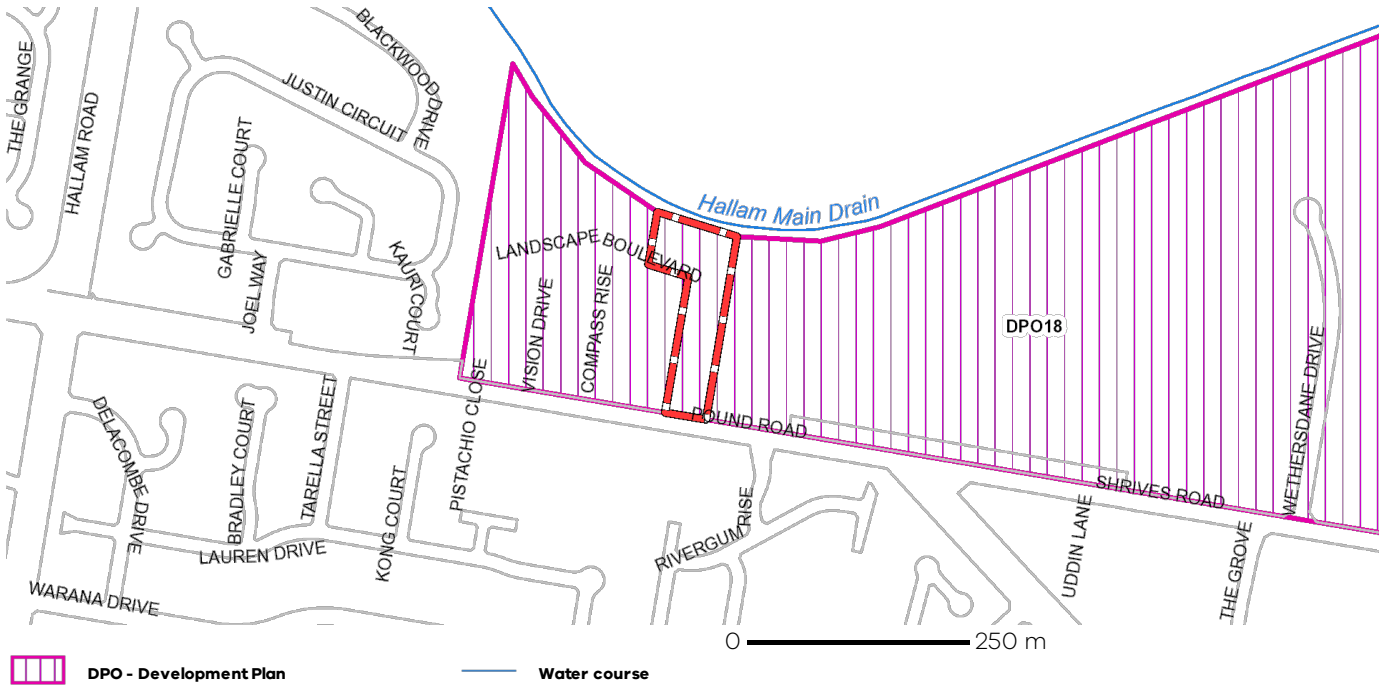 THE GRANGE
HALLAM ROAD
BLACKWOOD DRIVE
JUSTIN CIRCUIT
GABRIELLE COURT
JOEL WAY
KAURI COURT
Hallam Main Drain
LANDSCAPE BOULEVARD
VISION DRIVE
COMPASS RISE
DPO18
WETHERSDANE DRIVE
POUND ROAD
SHRIVES ROAD
PISTACHIO CLOSE
DELACOMBE DRIVE
BRADLEY COURT
TARELLA STREET
KONG COURT
LAUREN DRIVE
WARANA DRIVE
RIVERGUM RISE
UDDIN LANE
THE GROVE
0 250 m
DPO - Development Plan
Water course